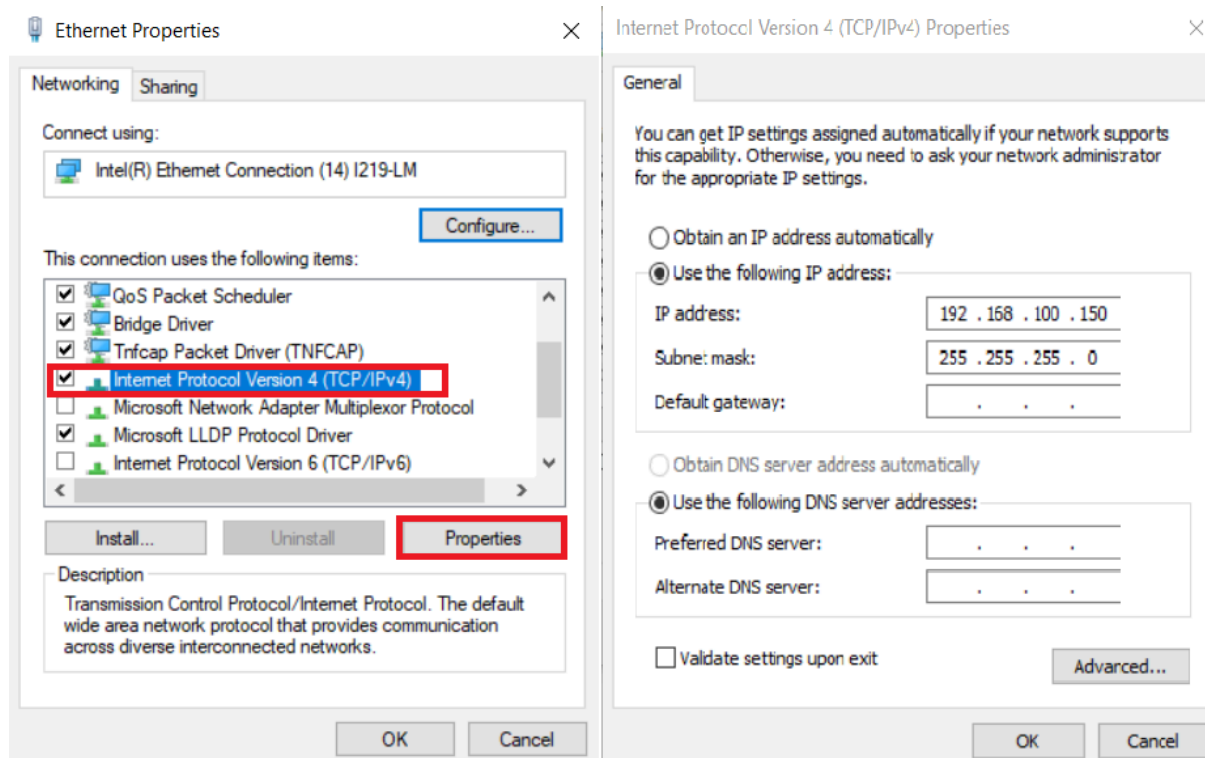 Ethernet Properties
Networking
Sharing
Connect using:
Intel(R) Ethernet Connection (14) I219-LM
Configure...
This connection uses the following items:
QoS Packet Scheduler
Bridge Driver
Tnfcap Packet Driver (TNFCAP)
Internet Protocol Version 4 (TCP/IPv4)
Microsoft Network Adapter Multiplexor Protocol
Microsoft LLDP Protocol Driver
Internet Protocol Version 6 (TCP/IPv6)
Install...
Uninstall
Properties
Description
Transmission Control Protocol/Internet Protocol. The default
wide area network protocol that provides communication
across diverse interconnected networks.
OK
Cancel
Internet Protocol Version 4 (TCP/IPv4) Properties
General
You can get IP settings assigned automatically if your network supports
this capability. Otherwise, you need to ask your network administrator
for the appropriate IP settings.
Obtain an IP address automatically
Use the following IP address:
IP address:
192 . 168 . 100 . 150
Subnet mask:
255 . 255 . 255 . 0
Default gateway:
. . .
Obtain DNS server address automatically
Use the following DNS server addresses:
Preferred DNS server:
. . .
Alternate DNS server:
. . .
Validate settings upon exit
Advanced...
OK
Cancel